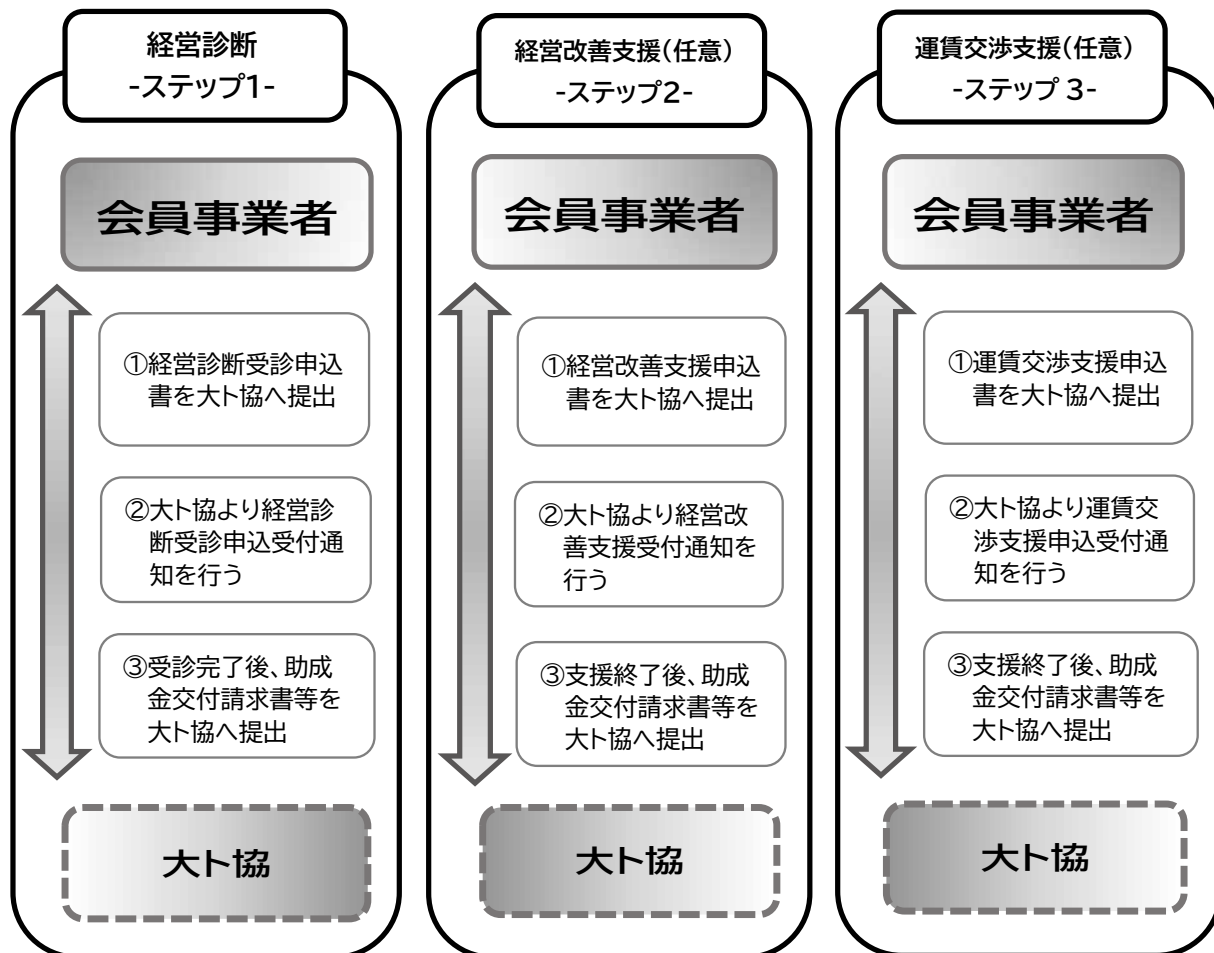 経営診断
-ステップ1-
会員事業者
①経営診断受診申込
書を大ト協へ提出
②大ト協より経営診
断受診申込受付通
知を行う
③受診完了後、助成
金交付請求書等を
大ト協へ提出
大ト協
経営改善支援(任意)
-ステップ2-
会員事業者
①経営改善支援申込
書を大ト協へ提出
②大ト協より経営改
善支援受付通知を
行う
③支援終了後、助成
金交付請求書等を
大ト協へ提出
大ト協
運賃交渉支援(任意)
-ステップ 3-
会員事業者
①運賃交渉支援申込
書を大ト協へ提出
②大ト協より運賃交
渉支援申込受付通
知を行う
③支援終了後、助成
金交付請求書等を
大ト協へ提出
大ト協